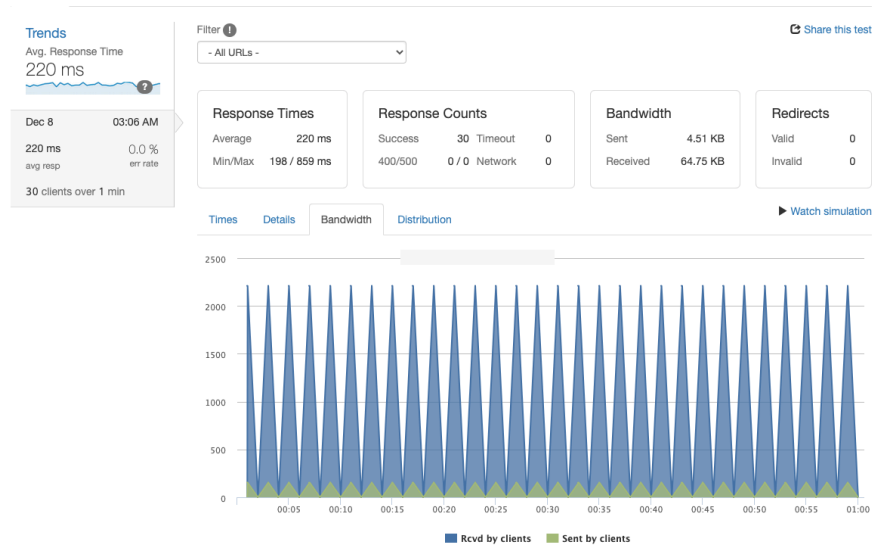 Trends
Avg. Response Time
220 ms
?
Dec 8 03:06 AM
220 ms 0.0 %
avg resp err rate
30 clients over 1 min
Filter !
- All URLs -
Share this test
Response Times
Average 220 ms
Min/Max 198 / 859 ms
Response Counts
Success 30 Timeout 0
400/500 0 / 0 Network 0
Bandwidth
Sent 4.51 KB
Received 64.75 KB
Redirects
Valid 0
Invalid 0
Times Details Bandwidth Distribution
Watch simulation
2500
2000
1500
1000
500
0
00:05 00:10 00:15 00:20 00:25 00:30 00:35 00:40 00:45 00:50 00:55 01:00
Rcvd by clients Sent by clients